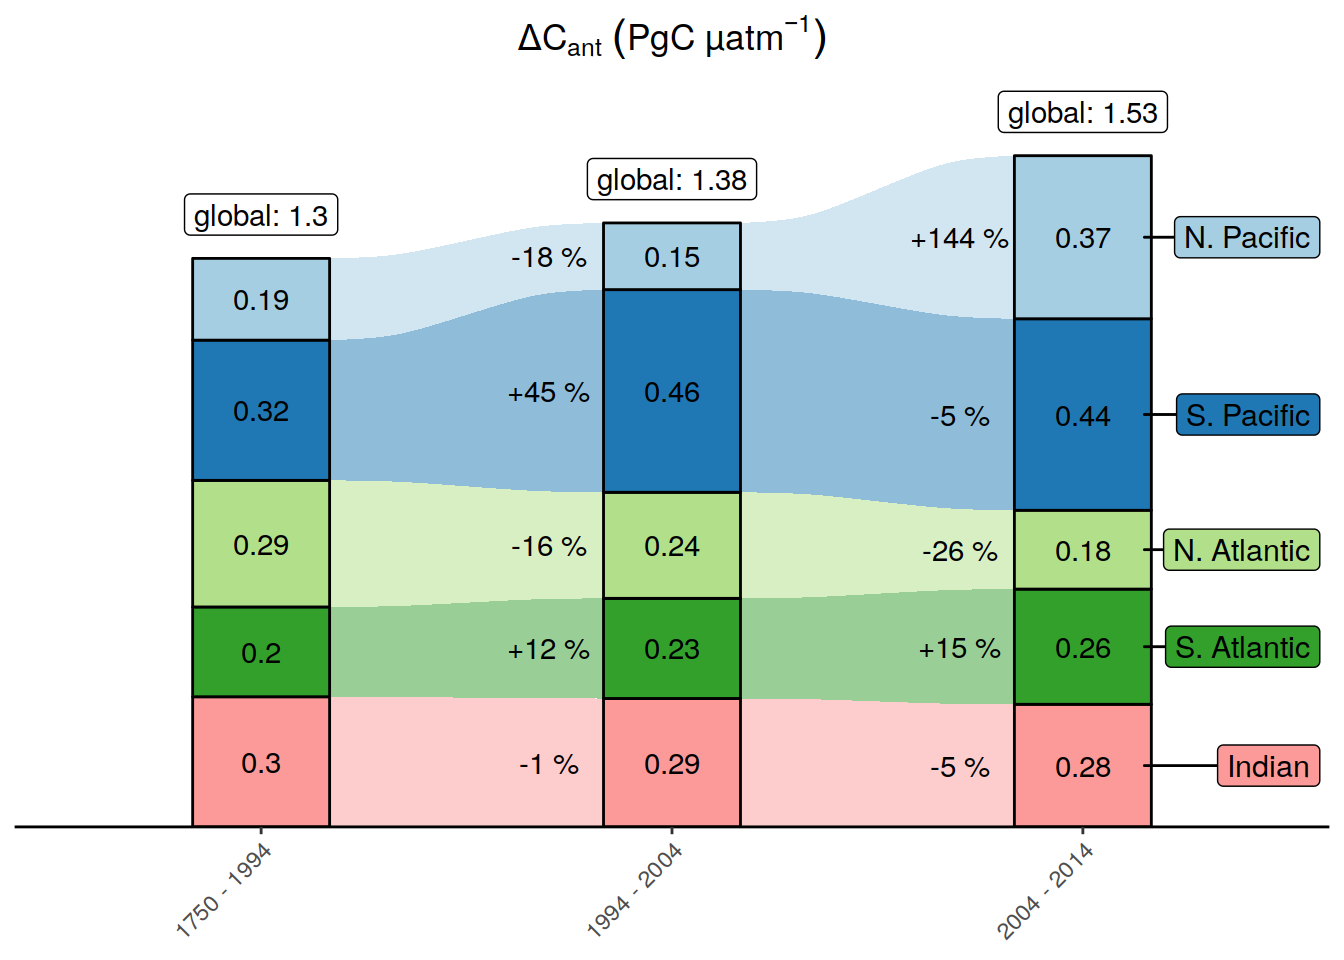 ΔCant (PgC µatm−1)
global: 1.53
global: 1.38
global: 1.3
0.19
-18 %
0.15
+144 %
0.37
N. Pacific
0.32
+45 %
0.46
-5 %
0.44
S. Pacific
0.29
-16 %
0.24
-26 %
0.18
N. Atlantic
0.2
+12 %
0.23
+15 %
0.26
S. Atlantic
0.3
-1 %
0.29
-5 %
0.28
Indian
1750 - 1994
1994 - 2004
2004 - 2014